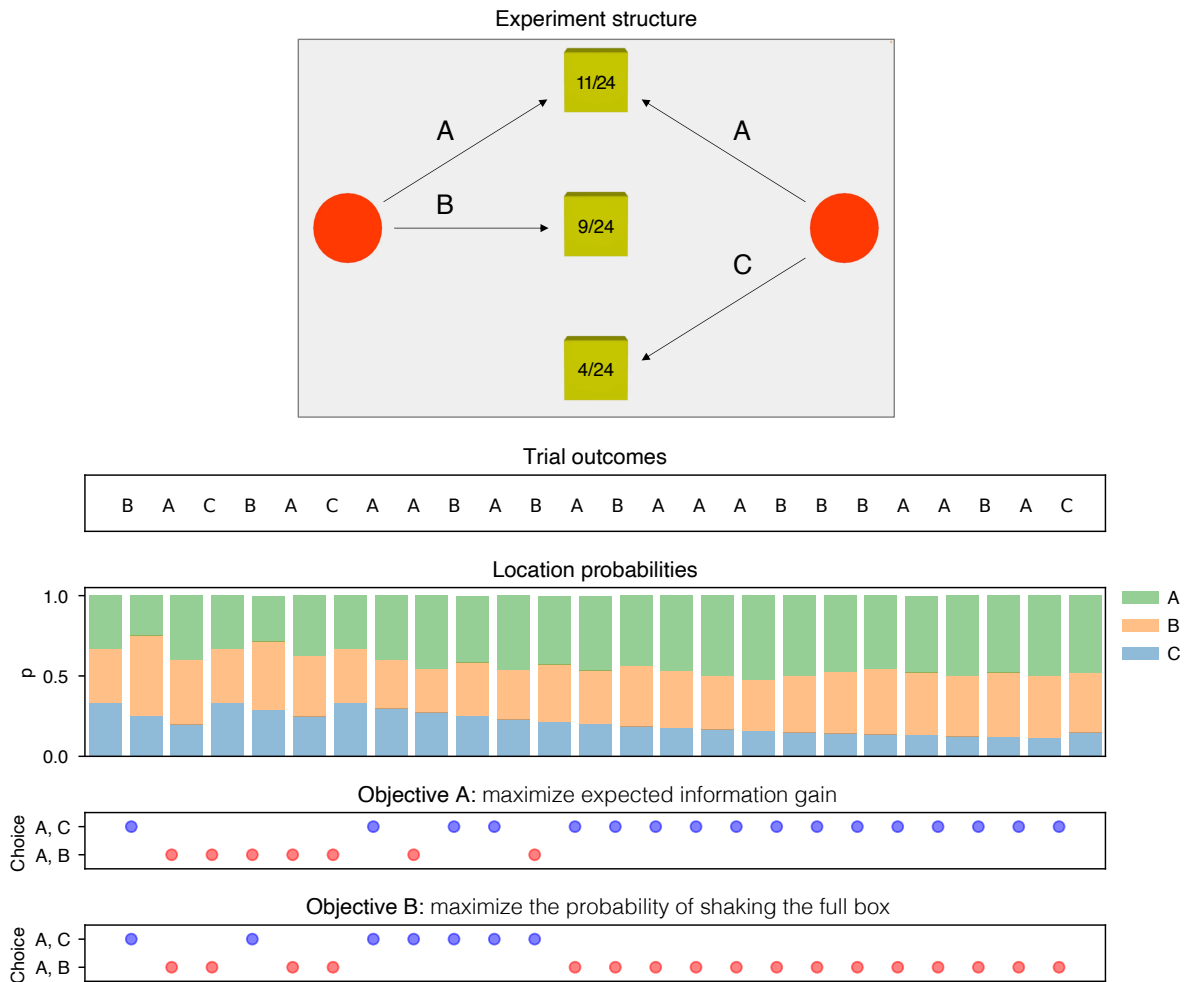 Experiment structure
11/24
A
A
B
9/24
C
4/24
Trial outcomes
B A C B A C A A B A B A B A A A B B B A A B A C
Location probabilities
1.0
0.5
0.0
p
A
B
C
Objective A: maximize expected information gain
Choice
A, C
A, B
Objective B: maximize the probability of shaking the full box
Choice
A, C
A, B